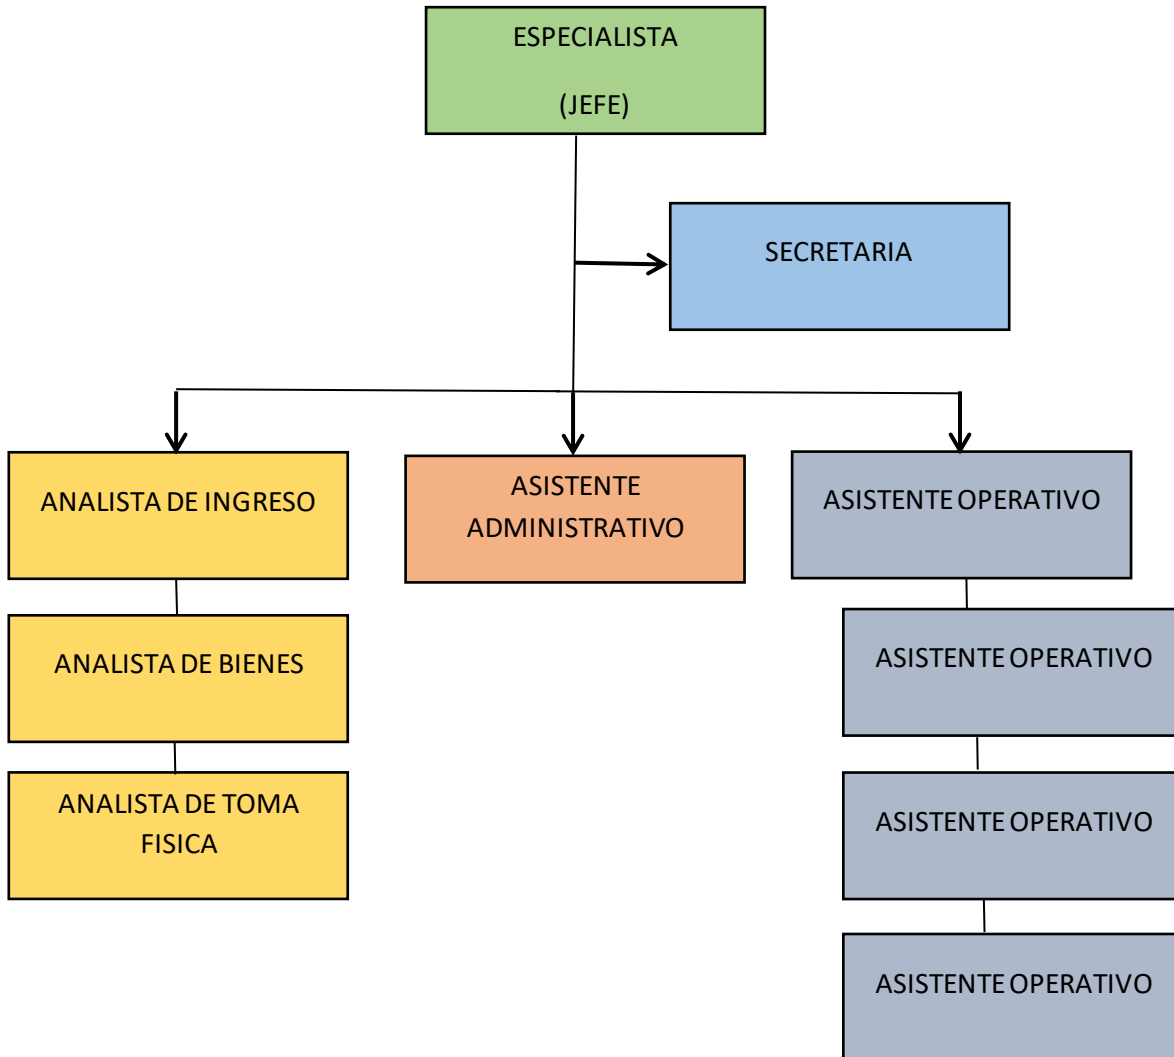 ESPECIALISTA
(JEFE)
SECRETARIA
ANALISTA DE INGRESO
ASISTENTE
ADMINISTRATIVO
ASISTENTE OPERATIVO
ANALISTA DE BIENES
ASISTENTE OPERATIVO
ANALISTA DE TOMA
FISICA
ASISTENTE OPERATIVO
ASISTENTE OPERATIVO